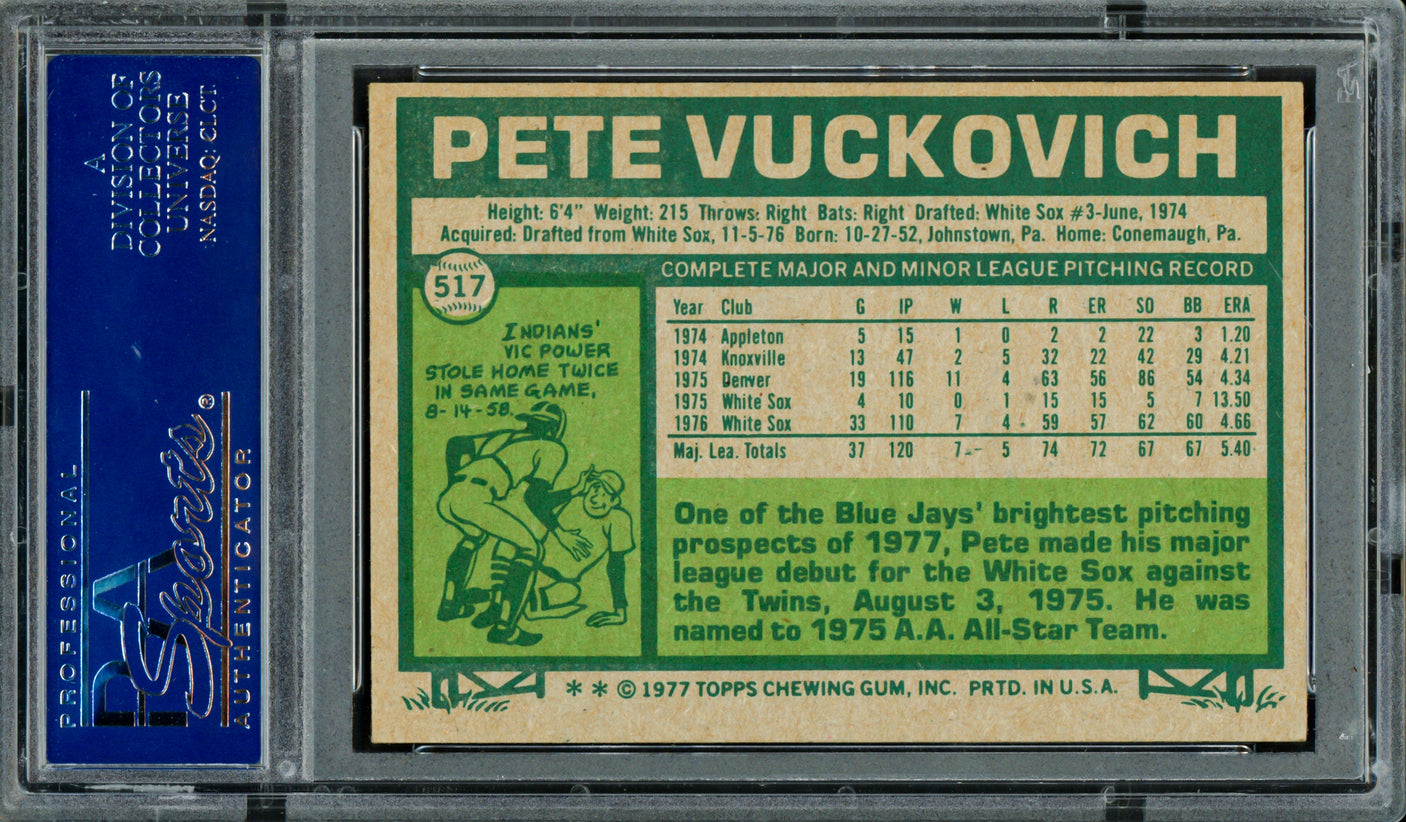 A
DIVISION OF
COLLECTORS
UNIVERSE
NASDAQ: CLCT
PROFESSIONAL
PSA
Sports®
AUTHENTICATOR
PETE VUCKOVICH
Height: 6'4" Weight: 215 Throws: Right Bats: Right Drafted: White Sox #3-June, 1974
Acquired: Drafted from White Sox, 11-5-76 Born: 10-27-52, Johnstown, Pa. Home: Conemaugh, Pa.
517
INDIANS'
VIC POWER
STOLE HOME TWICE
IN SAME GAME,
8-14-58.
COMPLETE MAJOR AND MINOR LEAGUE PITCHING RECORD
Year Club G IP W L R ER SO BB ERA
1974 Appleton 5 15 1 0 2 2 22 3 1.20
1974 Knoxville 13 47 2 5 32 22 42 29 4.21
1975 Denver 19 116 11 4 63 56 86 54 4.34
1975 White Sox 4 10 0 1 15 15 5 7 13.50
1976 White Sox 33 110 7 4 59 57 62 60 4.66
Maj. Lea. Totals 37 120 7 5 74 72 67 67 5.40
One of the Blue Jays' brightest pitching
prospects of 1977, Pete made his major
league debut for the White Sox against
the Twins, August 3, 1975. He was
named to 1975 A.A. All-Star Team.
* * © 1977 TOPPS CHEWING GUM, INC. PRTD. IN U.S.A.